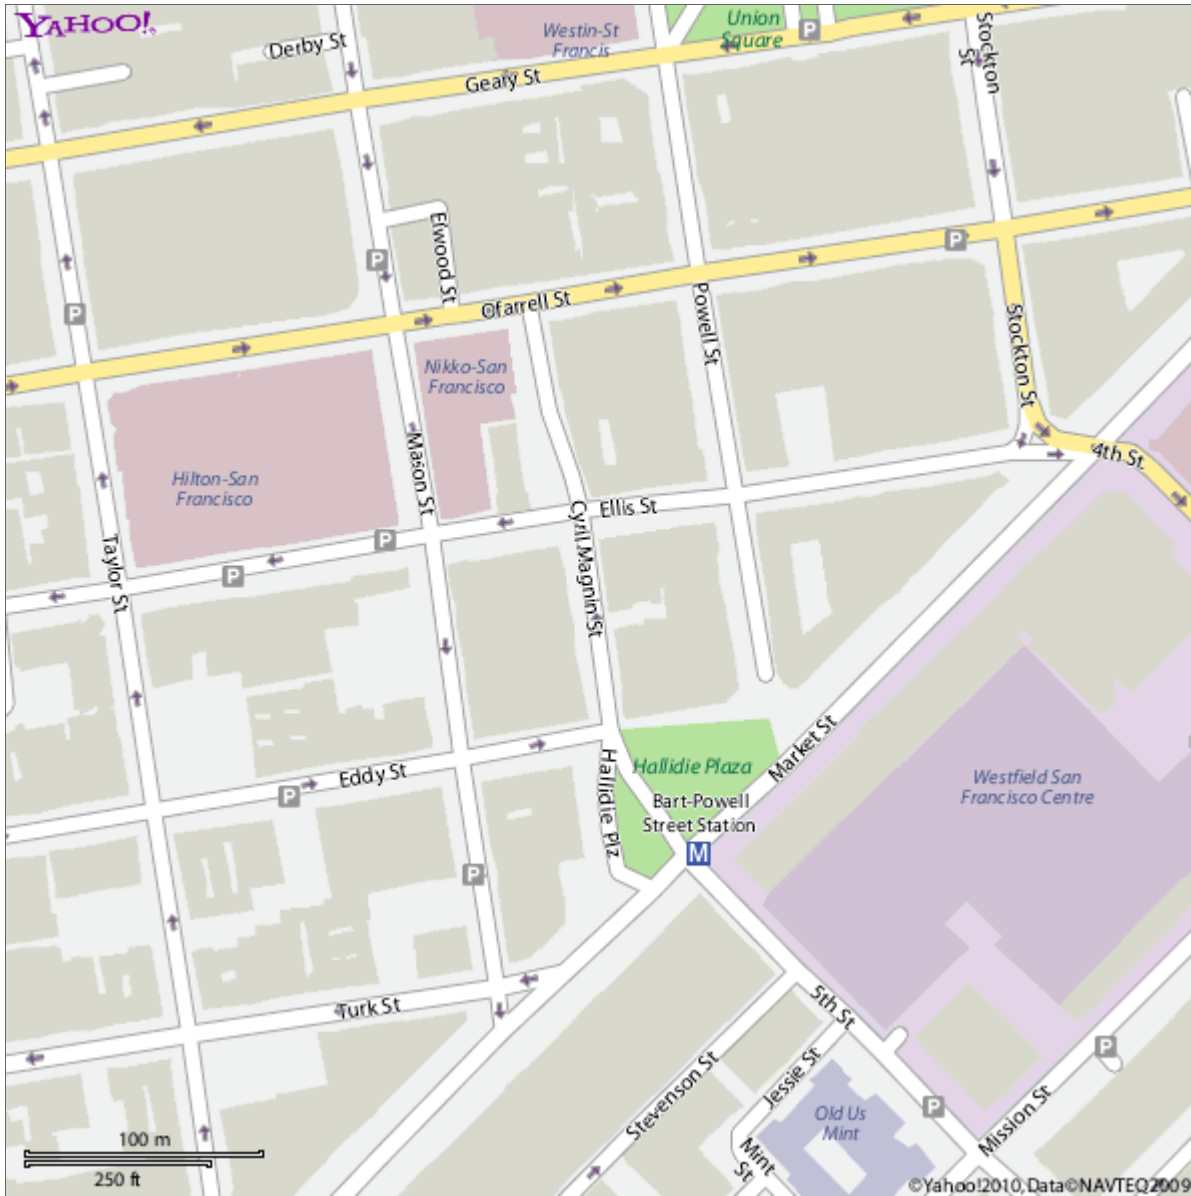 YAHOO!
Derby St
Westin-St
Francis
Union
Square
P
Stockton
St
Geary St
Elwood St
P
P
P
Ofarrell St
Powell St
Stockton St
Nikko-San
Francisco
Hilton-San
Francisco
Mason St
4th St
Ellis St
Cyril Magnin St
P
P
Taylor St
Hallidie Plaza
Market St
Hallidie Plz
Eddy St
P
Bart-Powell
Street Station
M
Westfield San
Francisco Centre
P
Turk St
5th St
P
Stevenson St
Jessie St
Old Us
Mint
P
Mission St
Mint
St
100 m
250 ft
©Yahoo!2010, Data©NAVTEQ2009